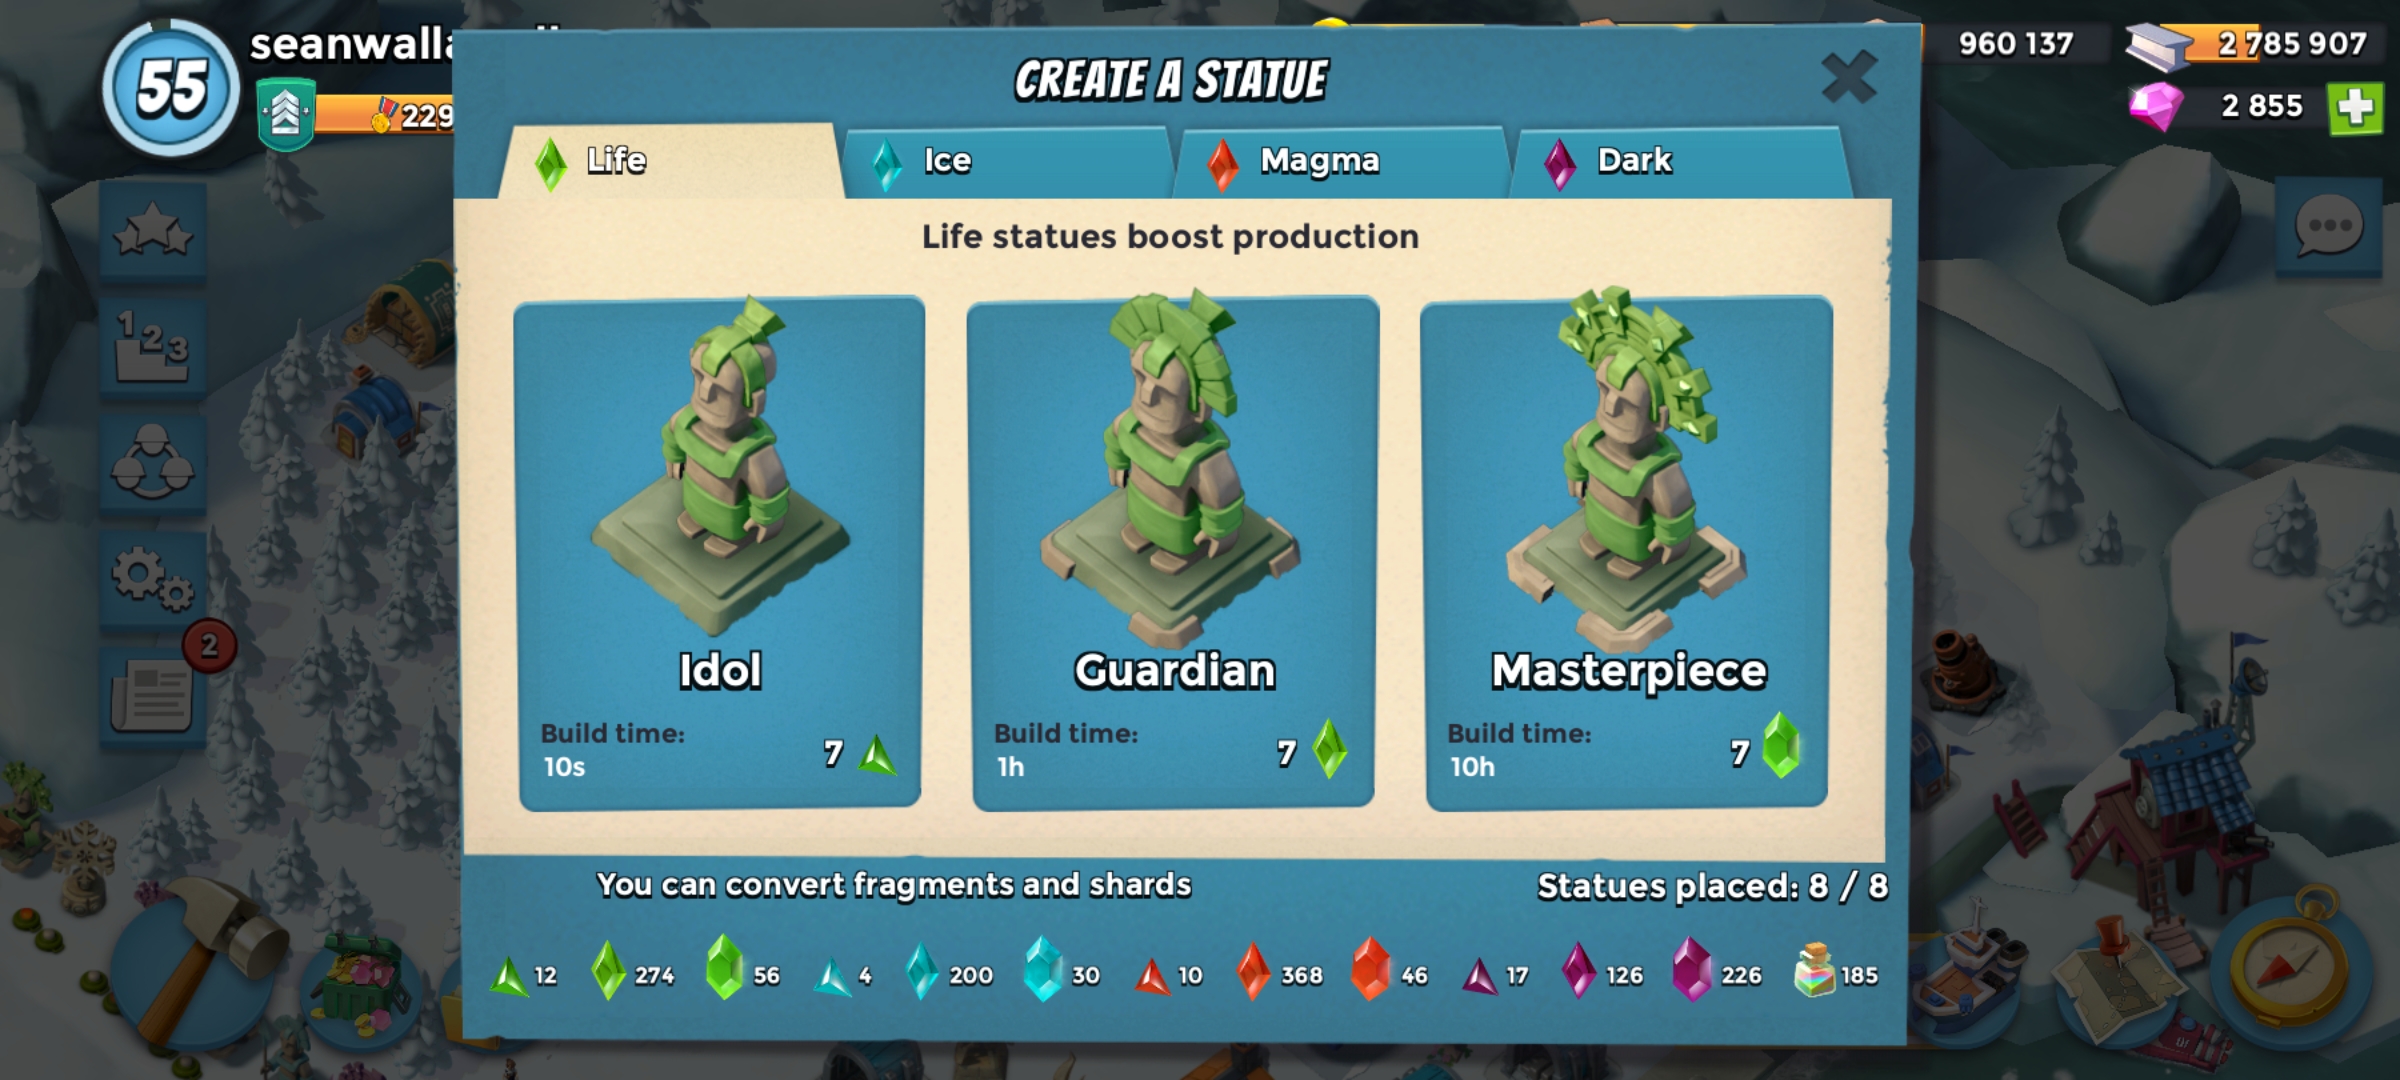 55
960 137
2 785 907
229
2 855
CREATE A STATUE
Life
Ice
Magma
Dark
Life statues boost production
123
2
Idol
Build time:
10s
7
Guardian
Build time:
1h
7
Masterpiece
Build time:
10h
7
You can convert fragments and shards
Statues placed: 8 / 8
12 274 56 4 200 30 10 368 46 17 126 226 185